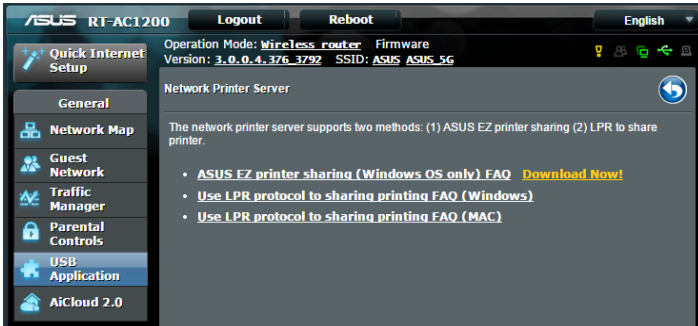 ASUS RT-AC1200 Logout Reboot English
Quick Internet
Setup
General
Network Map
Guest
Network
Traffic
Manager
Parental
Controls
USB
Application
AiCloud 2.0
Operation Mode: Wireless router Firmware
Version: 3.0.0.4.376_3792 SSID: ASUS ASUS_5G
Network Printer Server
The network printer server supports two methods: (1) ASUS EZ printer sharing (2) LPR to share
printer.
• ASUS EZ printer sharing (Windows OS only) FAQ Download Now!
• Use LPR protocol to sharing printing FAQ (Windows)
• Use LPR protocol to sharing printing FAQ (MAC)